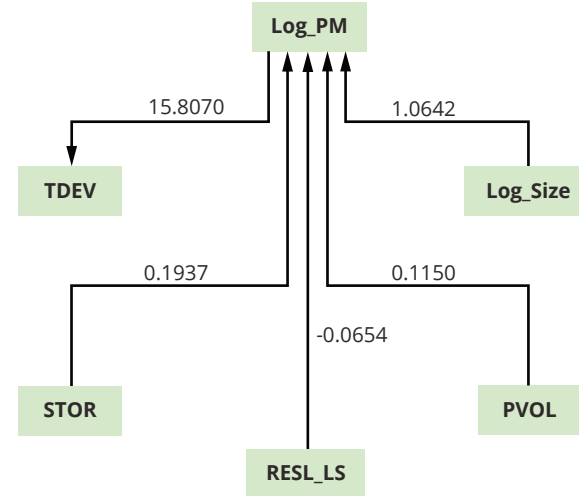 Log_PM
15.8070
1.0642
TDEV
Log_Size
0.1937
0.1150
-0.0654
STOR
PVOL
RESL_LS